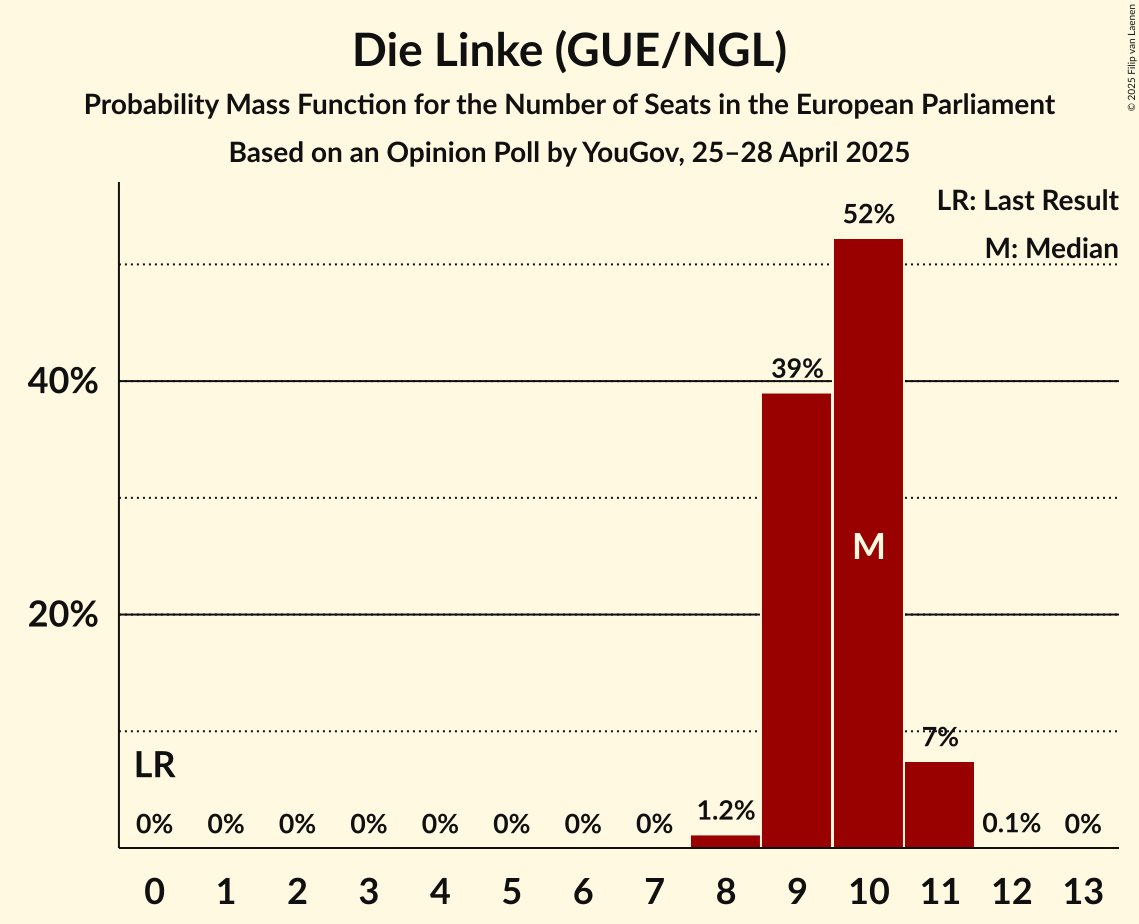 Die Linke (GUE/NGL)
Probability Mass Function for the Number of Seats in the European Parliament
Based on an Opinion Poll by YouGov, 25–28 April 2025
© 2025 Filip van Laenen
LR: Last Result
M: Median
52%
39%
40%
M
20%
7%
LR
1.2%
0% 0% 0% 0% 0% 0% 0% 0% 0.1% 0%
0 1 2 3 4 5 6 7 8 9 10 11 12 13